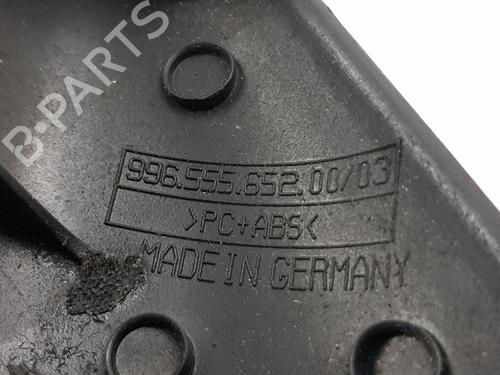 B-PARTS
996.555.652.00/03
>PC+ABS<
MADE IN GERMANY